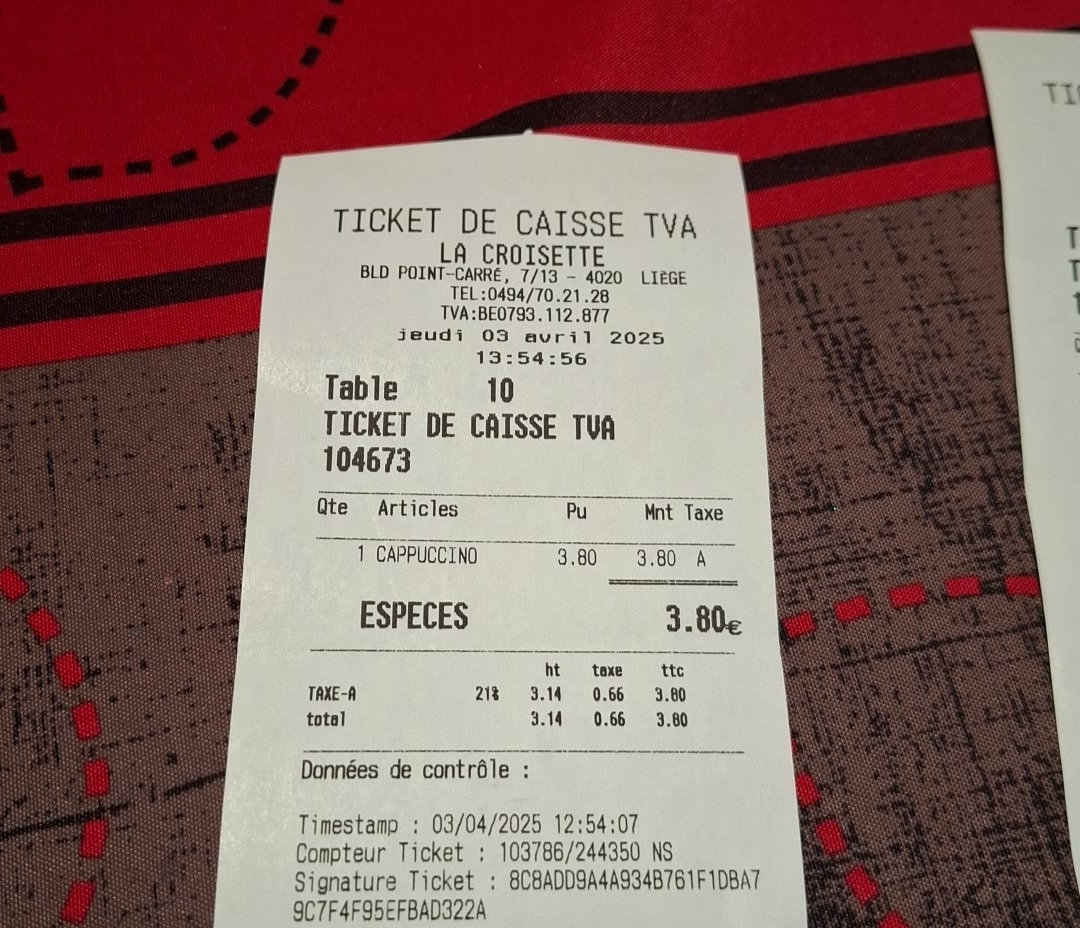 TICKET DE CAISSE TVA
LA CROISETTE
BLD POINT-CARRÉ, 7/13 - 4020 LIÈGE
TEL:0494/70.21.28
TVA:BE0793.112.877
jeudi 03 avril 2025
13:54:56
Table 10
TICKET DE CAISSE TVA
104673
Qte Articles Pu Mnt Taxe
1 CAPPUCCINO 3.80 3.80 A
ESPECES 3.80€
ht taxe ttc
TAXE-A 21% 3.14 0.66 3.80
total 3.14 0.66 3.80
Données de contrôle :
Timestamp : 03/04/2025 12:54:07
Compteur Ticket : 103786/244350 NS
Signature Ticket : 8C8ADD9A4A934B761F1DBA7
9C7F4F95EFBAD322A